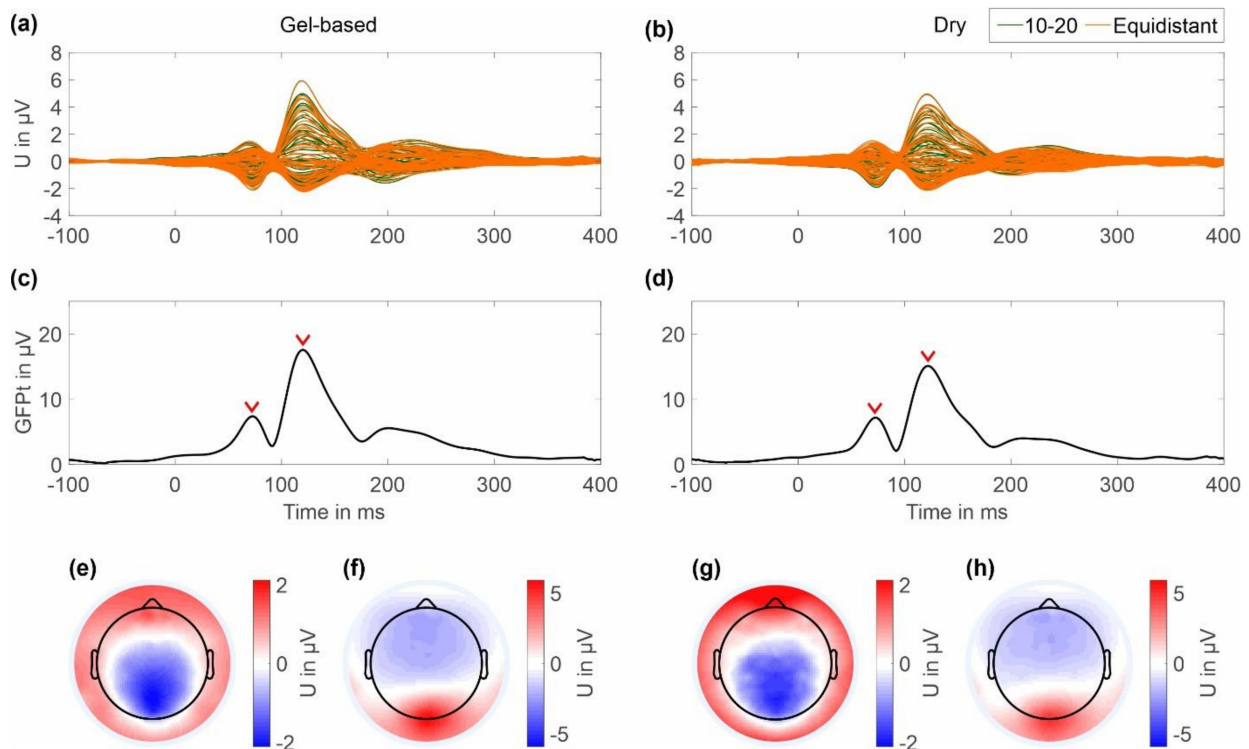 (a) Gel-based (b) Dry 10-20 Equidistant
8 8
6 6
4 4
U in µV
2 2
0 0
-2 -2
-4 -4
-100 0 100 200 300 400 -100 0 100 200 300 400
(c) (d)
20 20
GFPt in µV
10 10
0 0
-100 0 100 200 300 400 -100 0 100 200 300 400
Time in ms Time in ms
(e) (f) (g) (h)
2 5 2 5
0 0 0 0
U in µV U in µV U in µV U in µV
-2 -5 -2 -5